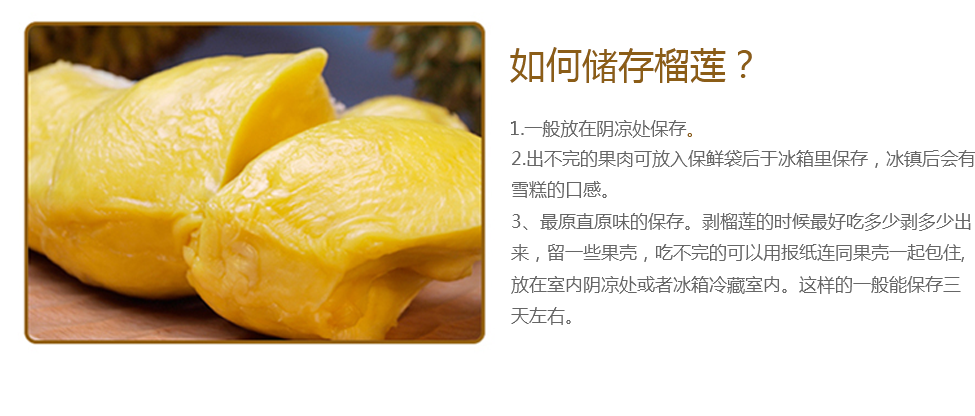 如何储存榴莲？
1.一般放在阴凉处保存。
2.出不完的果肉可放入保鲜袋后于冰箱里保存，冰镇后会有
雪糕的口感。
3、最原直原味的保存。剥榴莲的时候最好吃多少剥多少出
来，留一些果壳，吃不完的可以用报纸连同果壳一起包住,
放在室内阴凉处或者冰箱冷藏室内。这样的一般能保存三
天左右。